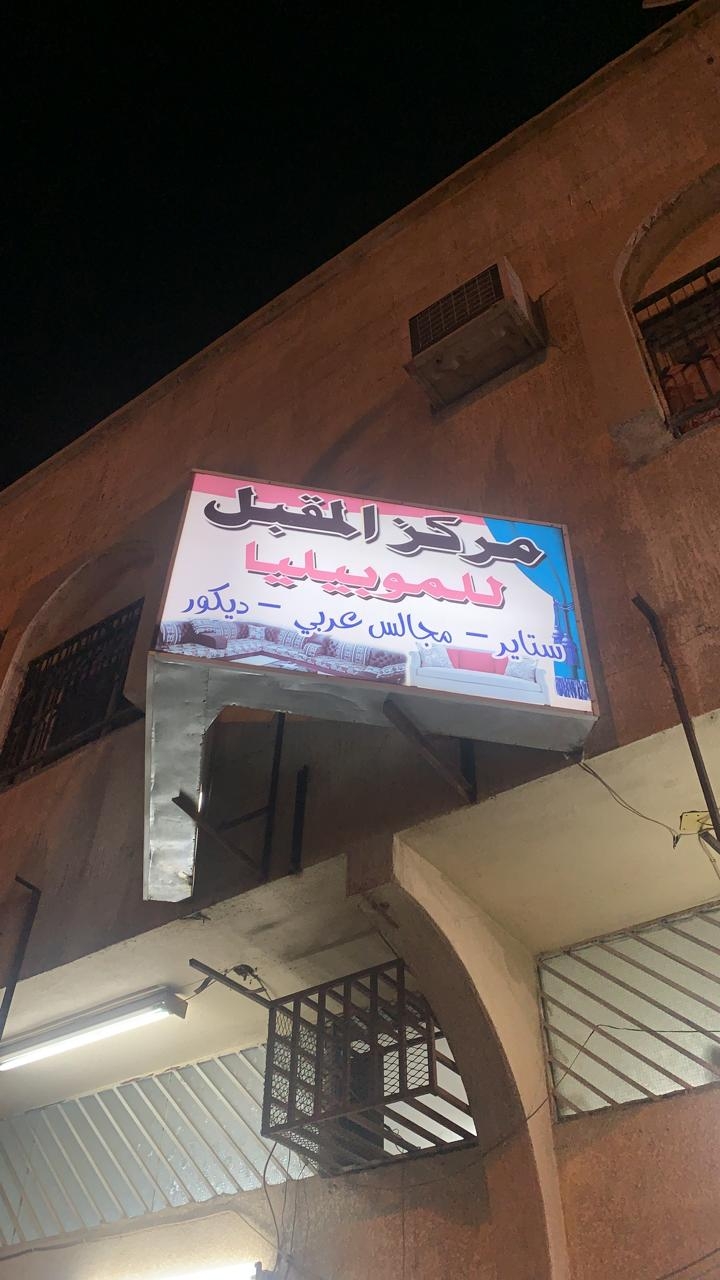 مركز المقبل
للموبيليا
ستاير - مجالس عربي - ديكور